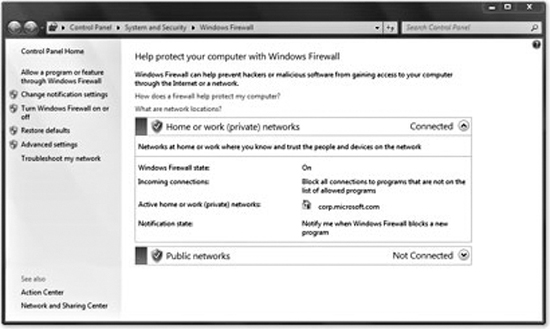 Control Panel ▸ System and Security ▸ Windows Firewall
Search Control Panel
Control Panel Home
Allow a program or feature
through Windows Firewall
Change notification settings
Turn Windows Firewall on or
off
Restore defaults
Advanced settings
Troubleshoot my network
See also
Action Center
Network and Sharing Center
Help protect your computer with Windows Firewall
Windows Firewall can help prevent hackers or malicious software from gaining access to your computer
through the Internet or a network.
How does a firewall help protect my computer?
What are network locations?
Home or work (private) networks Connected
Networks at home or work where you know and trust the people and devices on the network
Windows Firewall state: On
Incoming connections: Block all connections to programs that are not on the
list of allowed programs
Active home or work (private) networks: corp.microsoft.com
Notification state: Notify me when Windows Firewall blocks a new
program
Public networks Not Connected